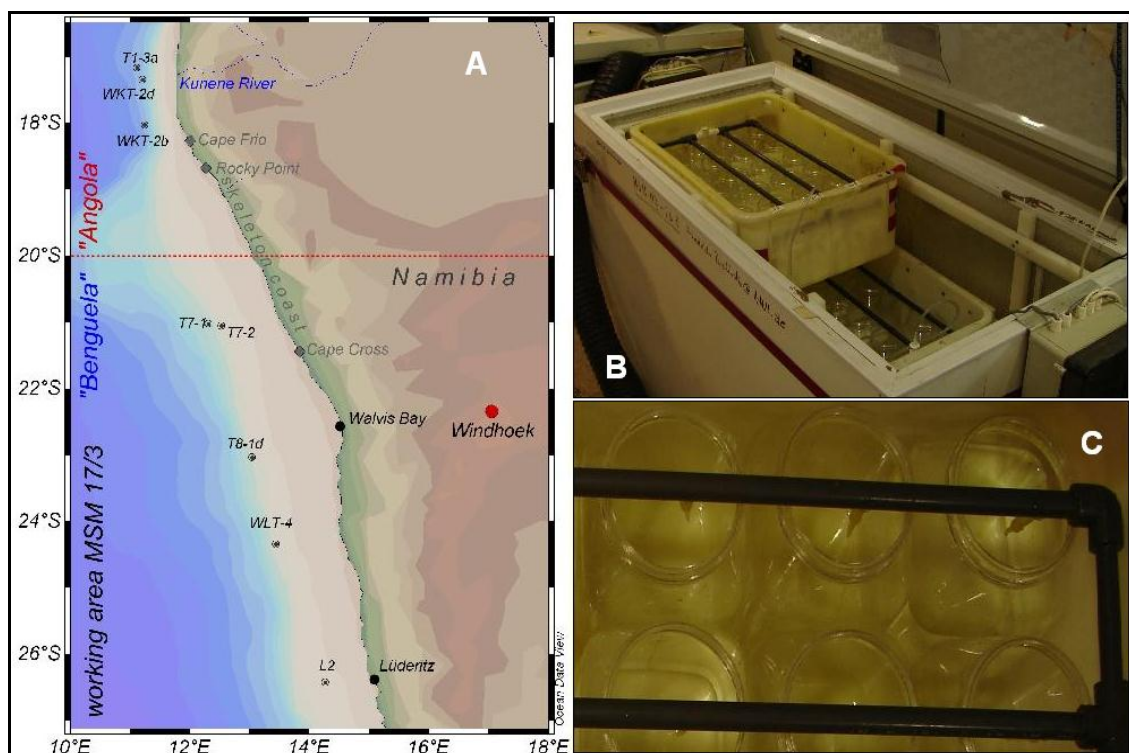 A
T1-3a
Kunene River
WKT-2d
18°S
WKT-2b
Cape Frio
Rocky Point
"Angola"
skeleton coast
20°S
Namibia
"Benguela"
T7-1
T7-2
Cape Cross
22°S
Walvis Bay
Windhoek
T8-1d
working area MSM 17/3
24°S
WLT-4
26°S
L2
Lüderitz
Ocean Data View
10°E
12°E
14°E
16°E
18°E
B
C